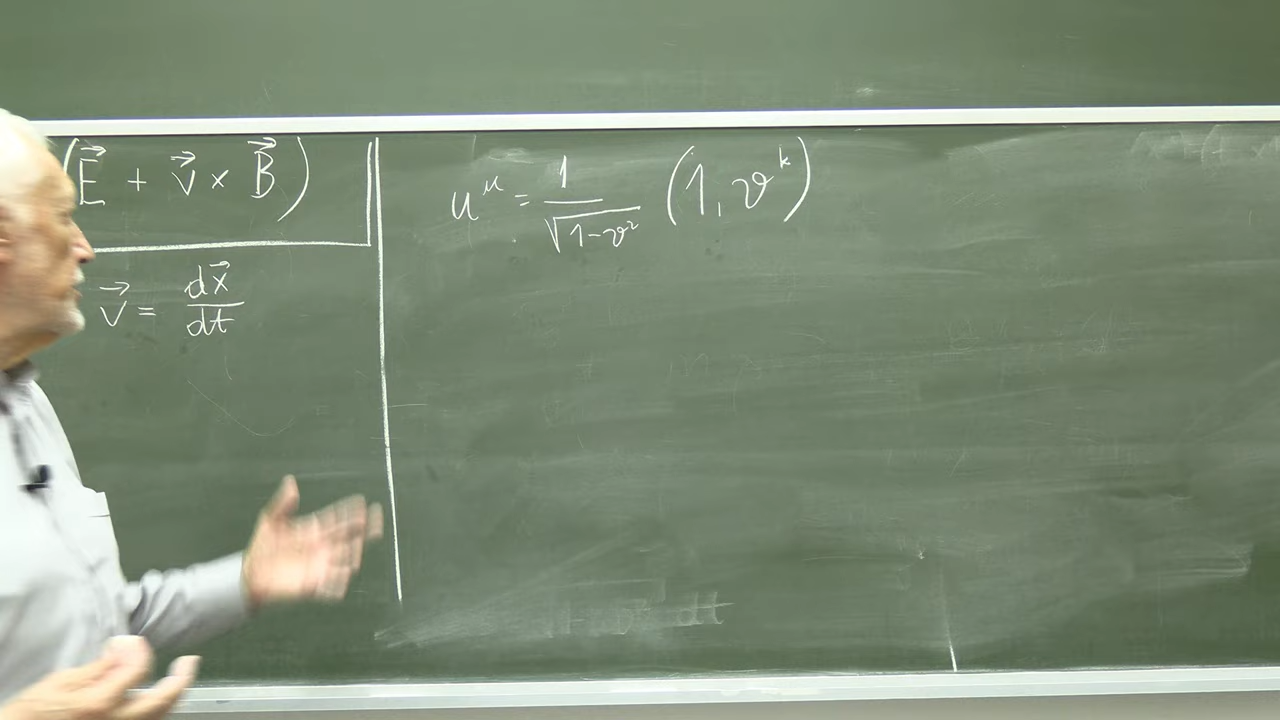 (E⃗ + v⃗ × B⃗)
v⃗ = dx⃗/dt
u^μ = 1/√(1-v²) (1, v^k)